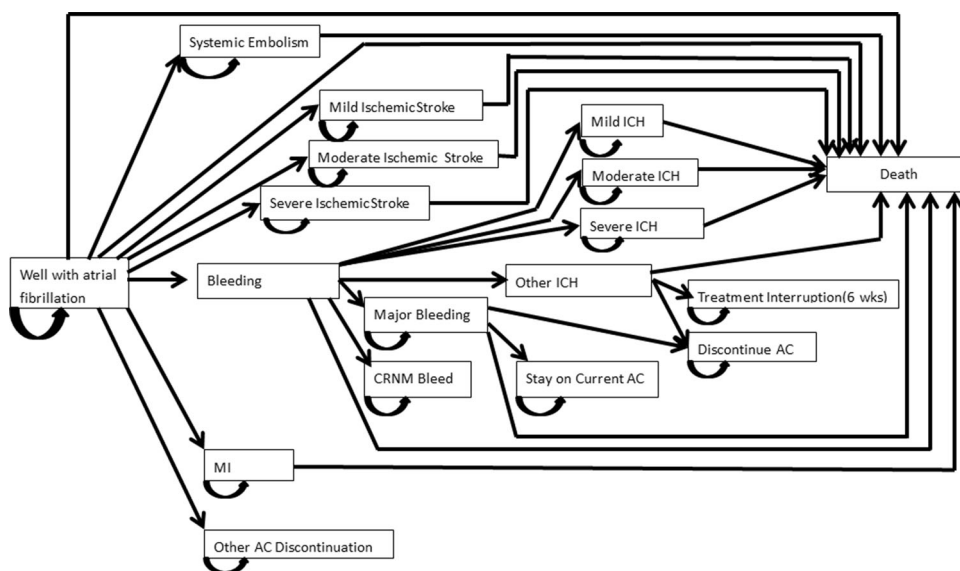 Systemic Embolism
Mild Ischemic Stroke
Mild ICH
Moderate Ischemic Stroke
Moderate ICH
Death
Severe Ischemic Stroke
Severe ICH
Well with atrial
fibrillation
Bleeding
Other ICH
Treatment Interruption(6 wks)
Major Bleeding
Discontinue AC
CRNM Bleed
Stay on Current AC
MI
Other AC Discontinuation